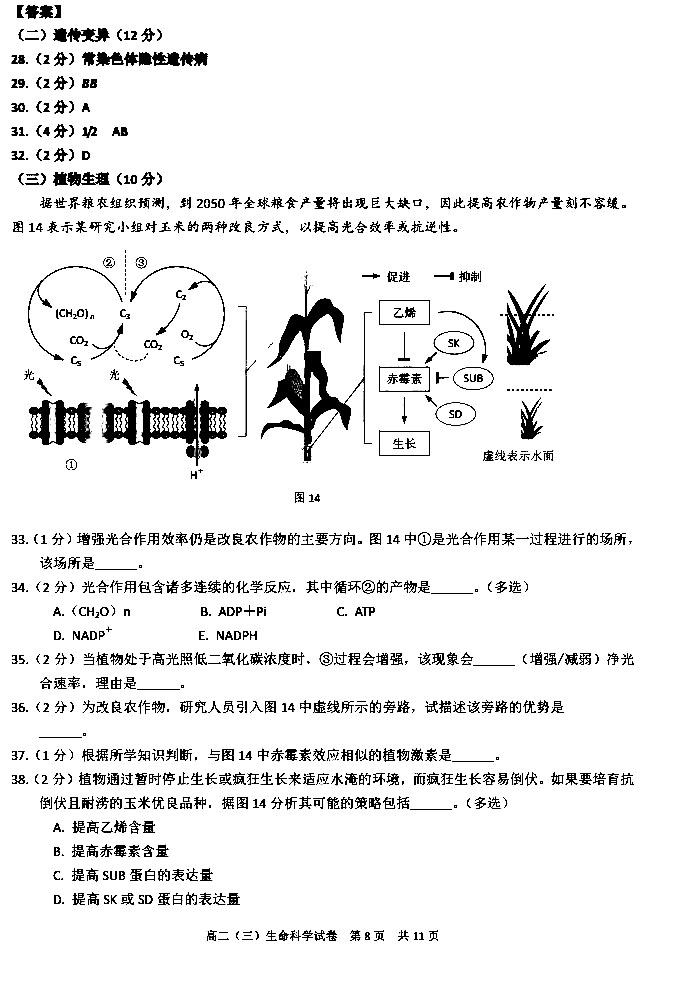 【答案】
（二）遗传变异（12分）
28.（2分）常染色体隐性遗传病
29.（2分）BB
30.（2分）A
31.（4分）1/2 AB
32.（2分）D
（三）植物生理（10分）
据世界粮农组织预测，到2050年全球粮食产量将出现巨大缺口，因此提高农作物产量刻不容缓。
图14表示某研究小组对玉米的两种改良方式，以提高光合效率或抗逆性。
② ③
促进 抑制
C₂
(CH₂O)n C₃
乙烯
CO₂ CO₂ O₂
SK
C₅ C₅
光 光
赤霉素 SUB
SD
生长
虚线表示水面
①
H⁺
图14
33.（1分）增强光合作用效率仍是改良农作物的主要方向。图14中①是光合作用某一过程进行的场所，
该场所是______。
34.（2分）光合作用包含诸多连续的化学反应，其中循环②的产物是______。（多选）
A.（CH₂O）n B. ADP＋Pi C. ATP
D. NADP⁺ E. NADPH
35.（2分）当植物处于高光照低二氧化碳浓度时，③过程会增强，该现象会______（增强/减弱）净光
合速率，理由是______。
36.（2分）为改良农作物，研究人员引入图14中虚线所示的旁路，试描述该旁路的优势是
______。
37.（1分）根据所学知识判断，与图14中赤霉素效应相似的植物激素是______。
38.（2分）植物通过暂时停止生长或疯狂生长来适应水淹的环境，而疯狂生长容易倒伏。如果要培育抗
倒伏且耐涝的玉米优良品种，据图14分析其可能的策略包括______。（多选）
A. 提高乙烯含量
B. 提高赤霉素含量
C. 提高SUB蛋白的表达量
D. 提高SK或SD蛋白的表达量
高二（三）生命科学试卷 第8页 共11页